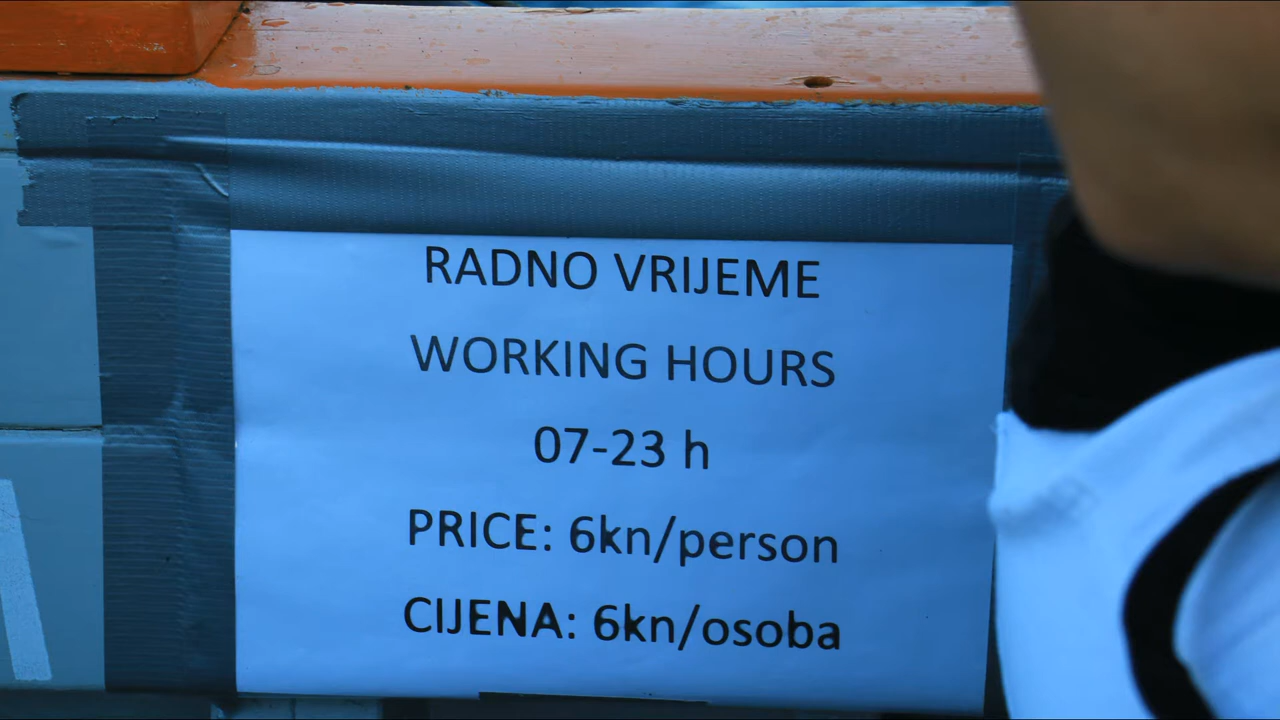 RADNO VRIJEME
WORKING HOURS
07-23 h
PRICE: 6kn/person
CIJENA: 6kn/osoba